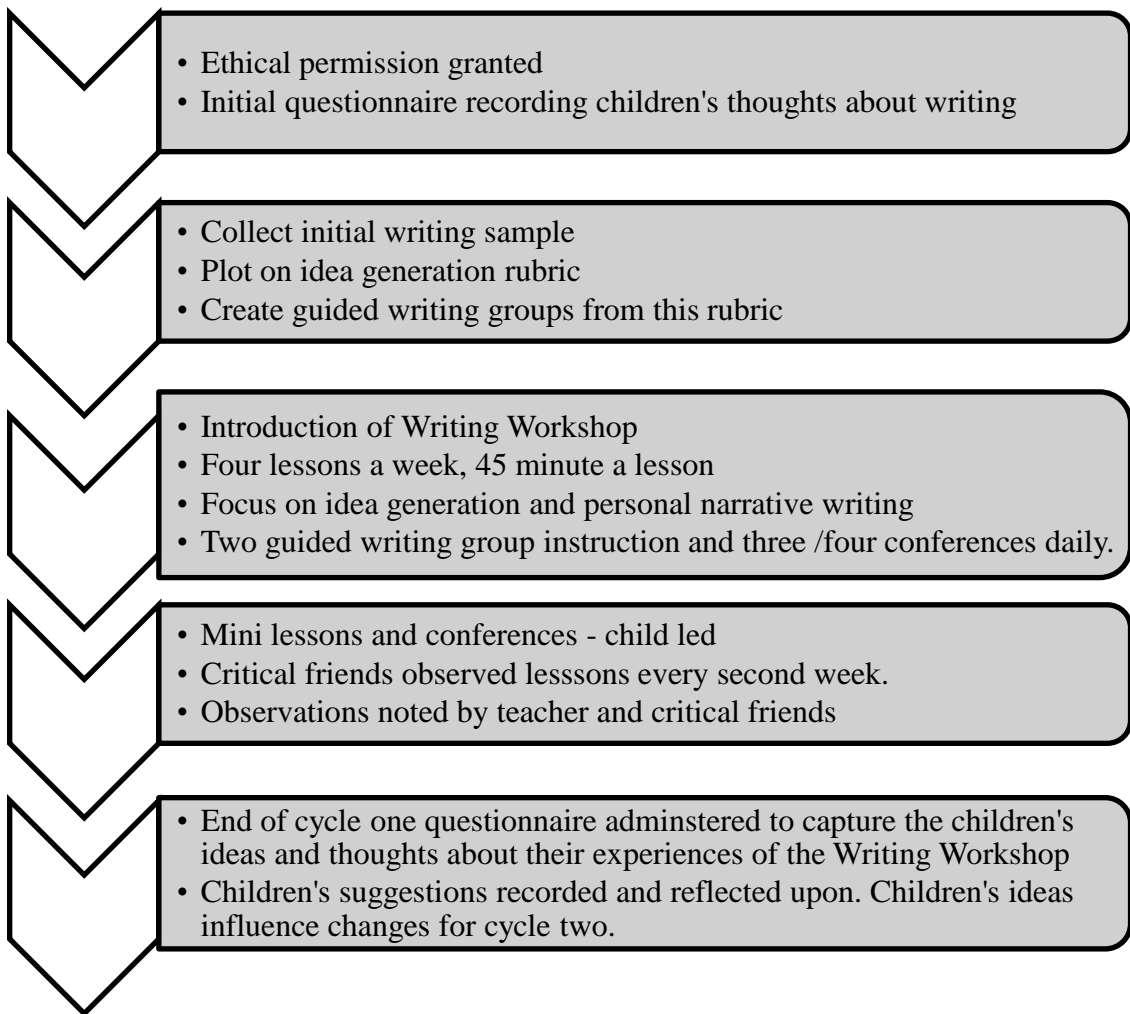 • Ethical permission granted
• Initial questionnaire recording children's thoughts about writing
• Collect initial writing sample
• Plot on idea generation rubric
• Create guided writing groups from this rubric
• Introduction of Writing Workshop
• Four lessons a week, 45 minute a lesson
• Focus on idea generation and personal narrative writing
• Two guided writing group instruction and three /four conferences daily.
• Mini lessons and conferences - child led
• Critical friends observed lesssons every second week.
• Observations noted by teacher and critical friends
• End of cycle one questionnaire adminstered to capture the children's
ideas and thoughts about their experiences of the Writing Workshop
• Children's suggestions recorded and reflected upon. Children's ideas
influence changes for cycle two.